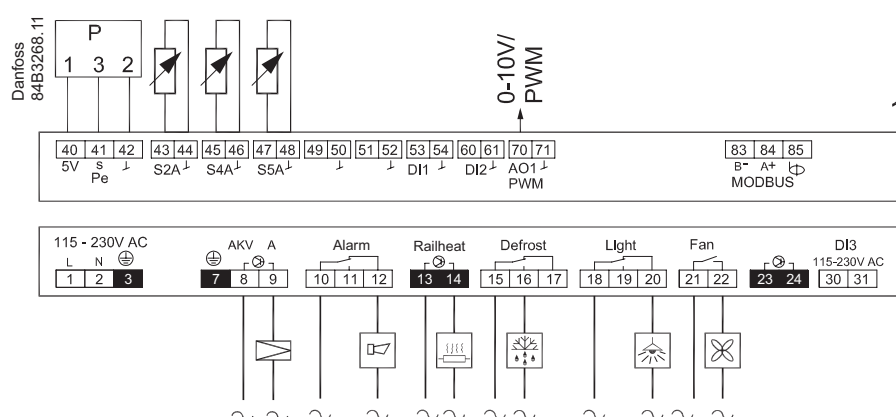 Danfoss
84B3268.11
P
1 3 2
0-10V/
PWM
40 41 42 43 44 45 46 47 48 49 50 51 52 53 54 60 61 70 71 83 84 85
5V s S2A S4A S5A DI1 DI2 AO1 B- A+
Pe PWM MODBUS
115 - 230V AC AKV A Alarm Railheat Defrost LIght Fan DI3
L N 115-230V AC
1 2 3 7 8 9 10 11 12 13 14 15 16 17 18 19 20 21 22 23 24 30 31